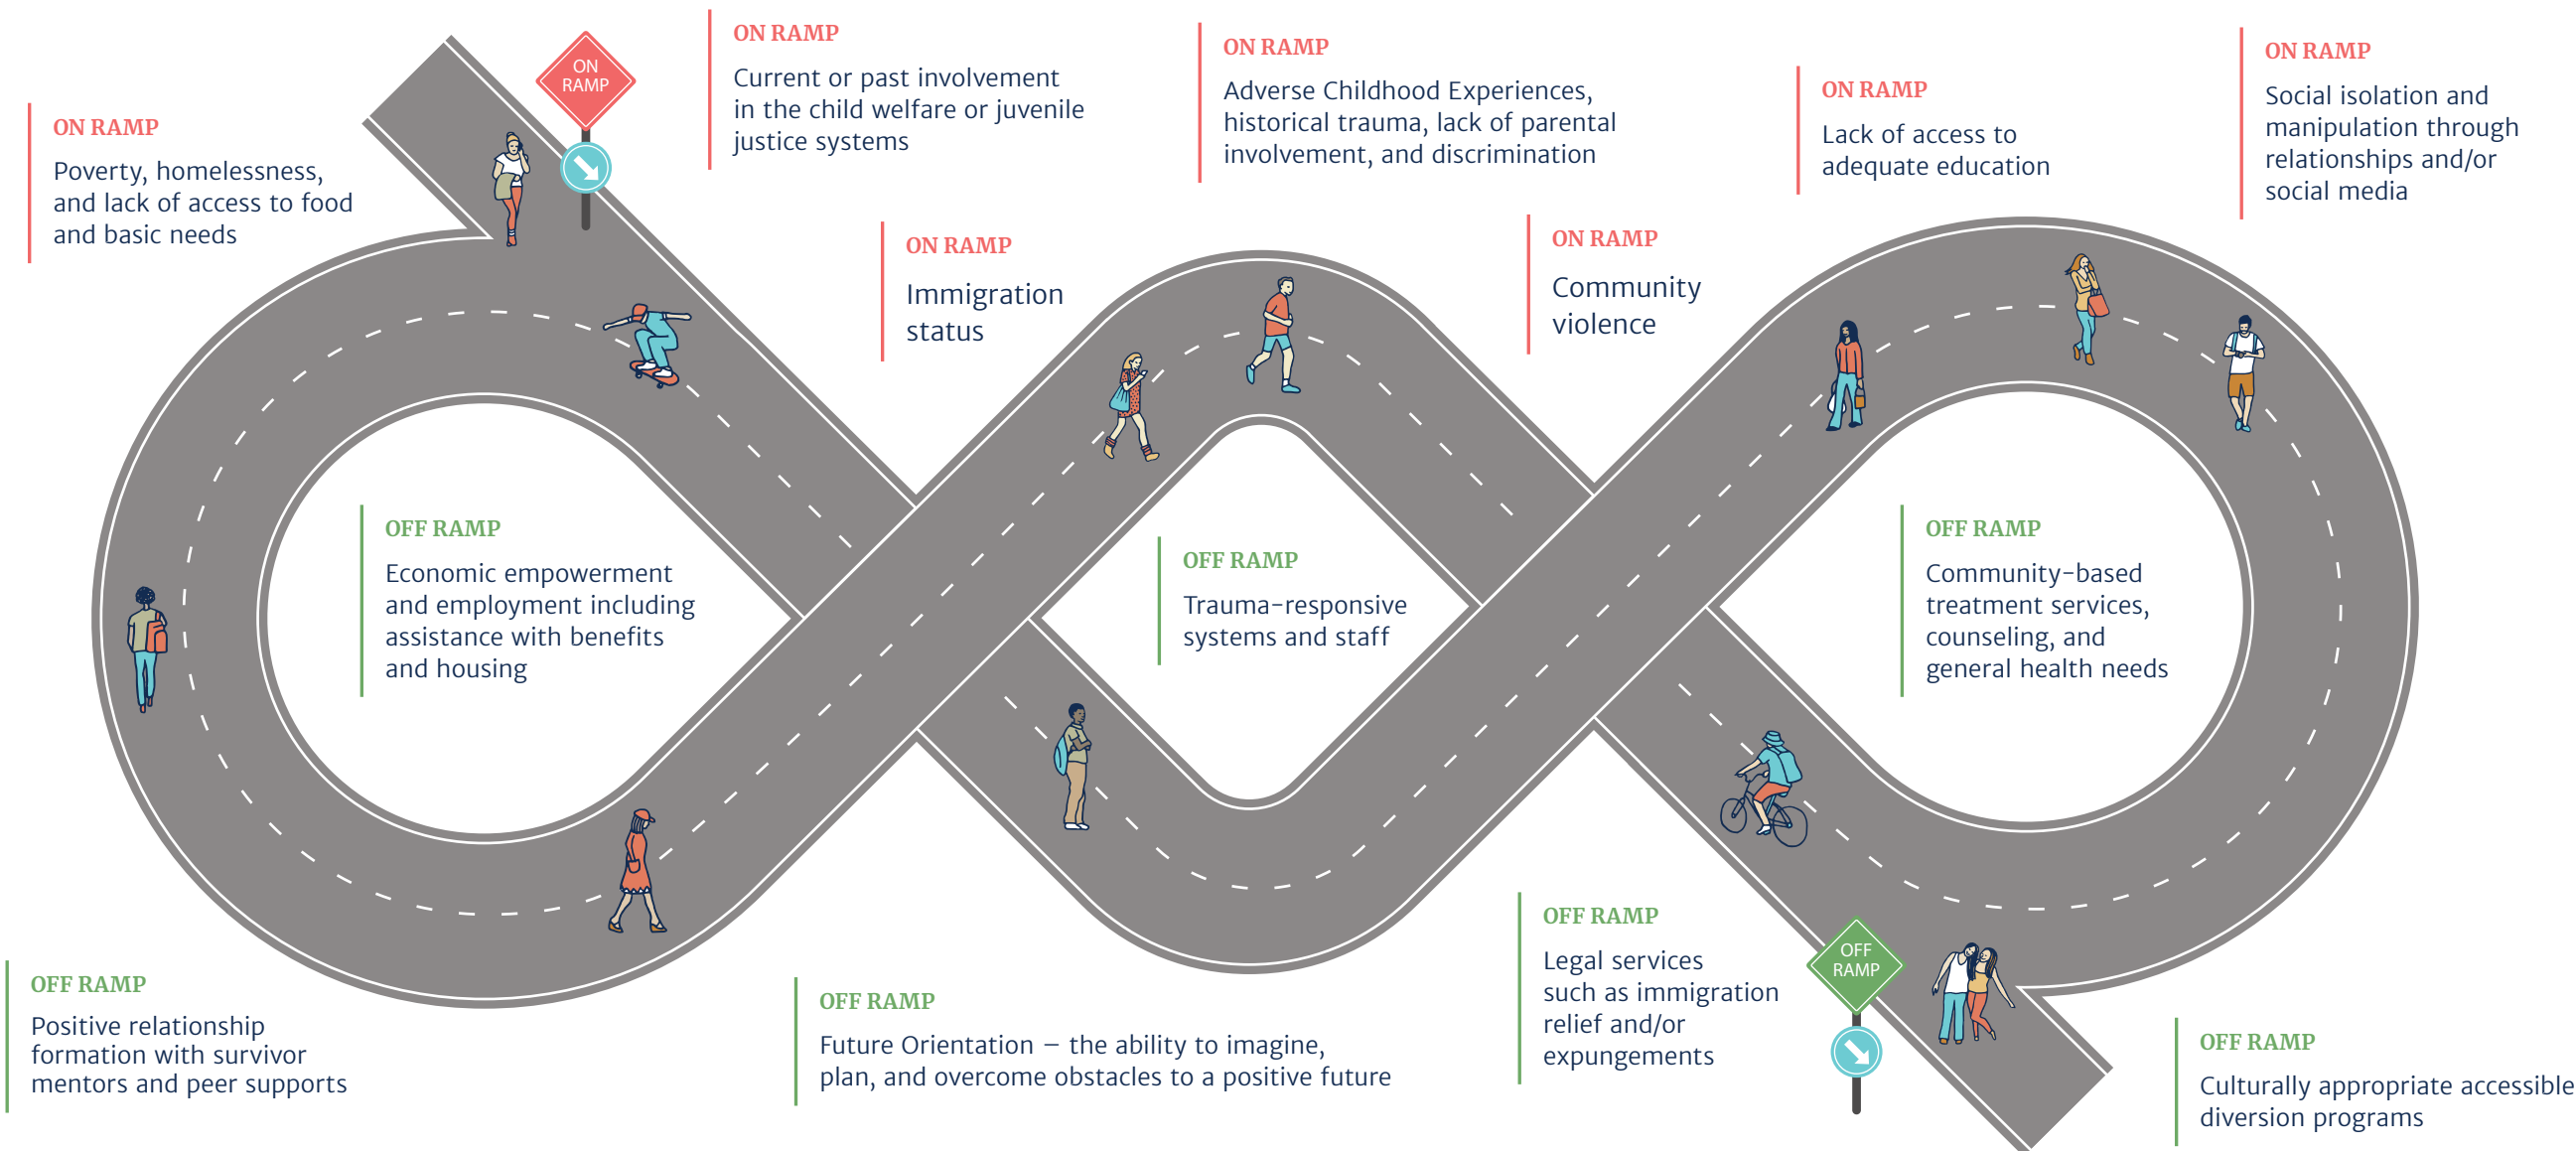 ON RAMP
Poverty, homelessness,
and lack of access to food
and basic needs
ON
RAMP
ON RAMP
Current or past involvement
in the child welfare or juvenile
justice systems
ON RAMP
Immigration
status
ON RAMP
Adverse Childhood Experiences,
historical trauma, lack of parental
involvement, and discrimination
ON RAMP
Community
violence
ON RAMP
Lack of access to
adequate education
ON RAMP
Social isolation and
manipulation through
relationships and/or
social media
OFF RAMP
Economic empowerment
and employment including
assistance with benefits
and housing
OFF RAMP
Trauma-responsive
systems and staff
OFF RAMP
Community-based
treatment services,
counseling, and
general health needs
OFF RAMP
Positive relationship
formation with survivor
mentors and peer supports
OFF RAMP
Future Orientation – the ability to imagine,
plan, and overcome obstacles to a positive future
OFF RAMP
Legal services
such as immigration
relief and/or
expungements
OFF
RAMP
OFF RAMP
Culturally appropriate accessible
diversion programs